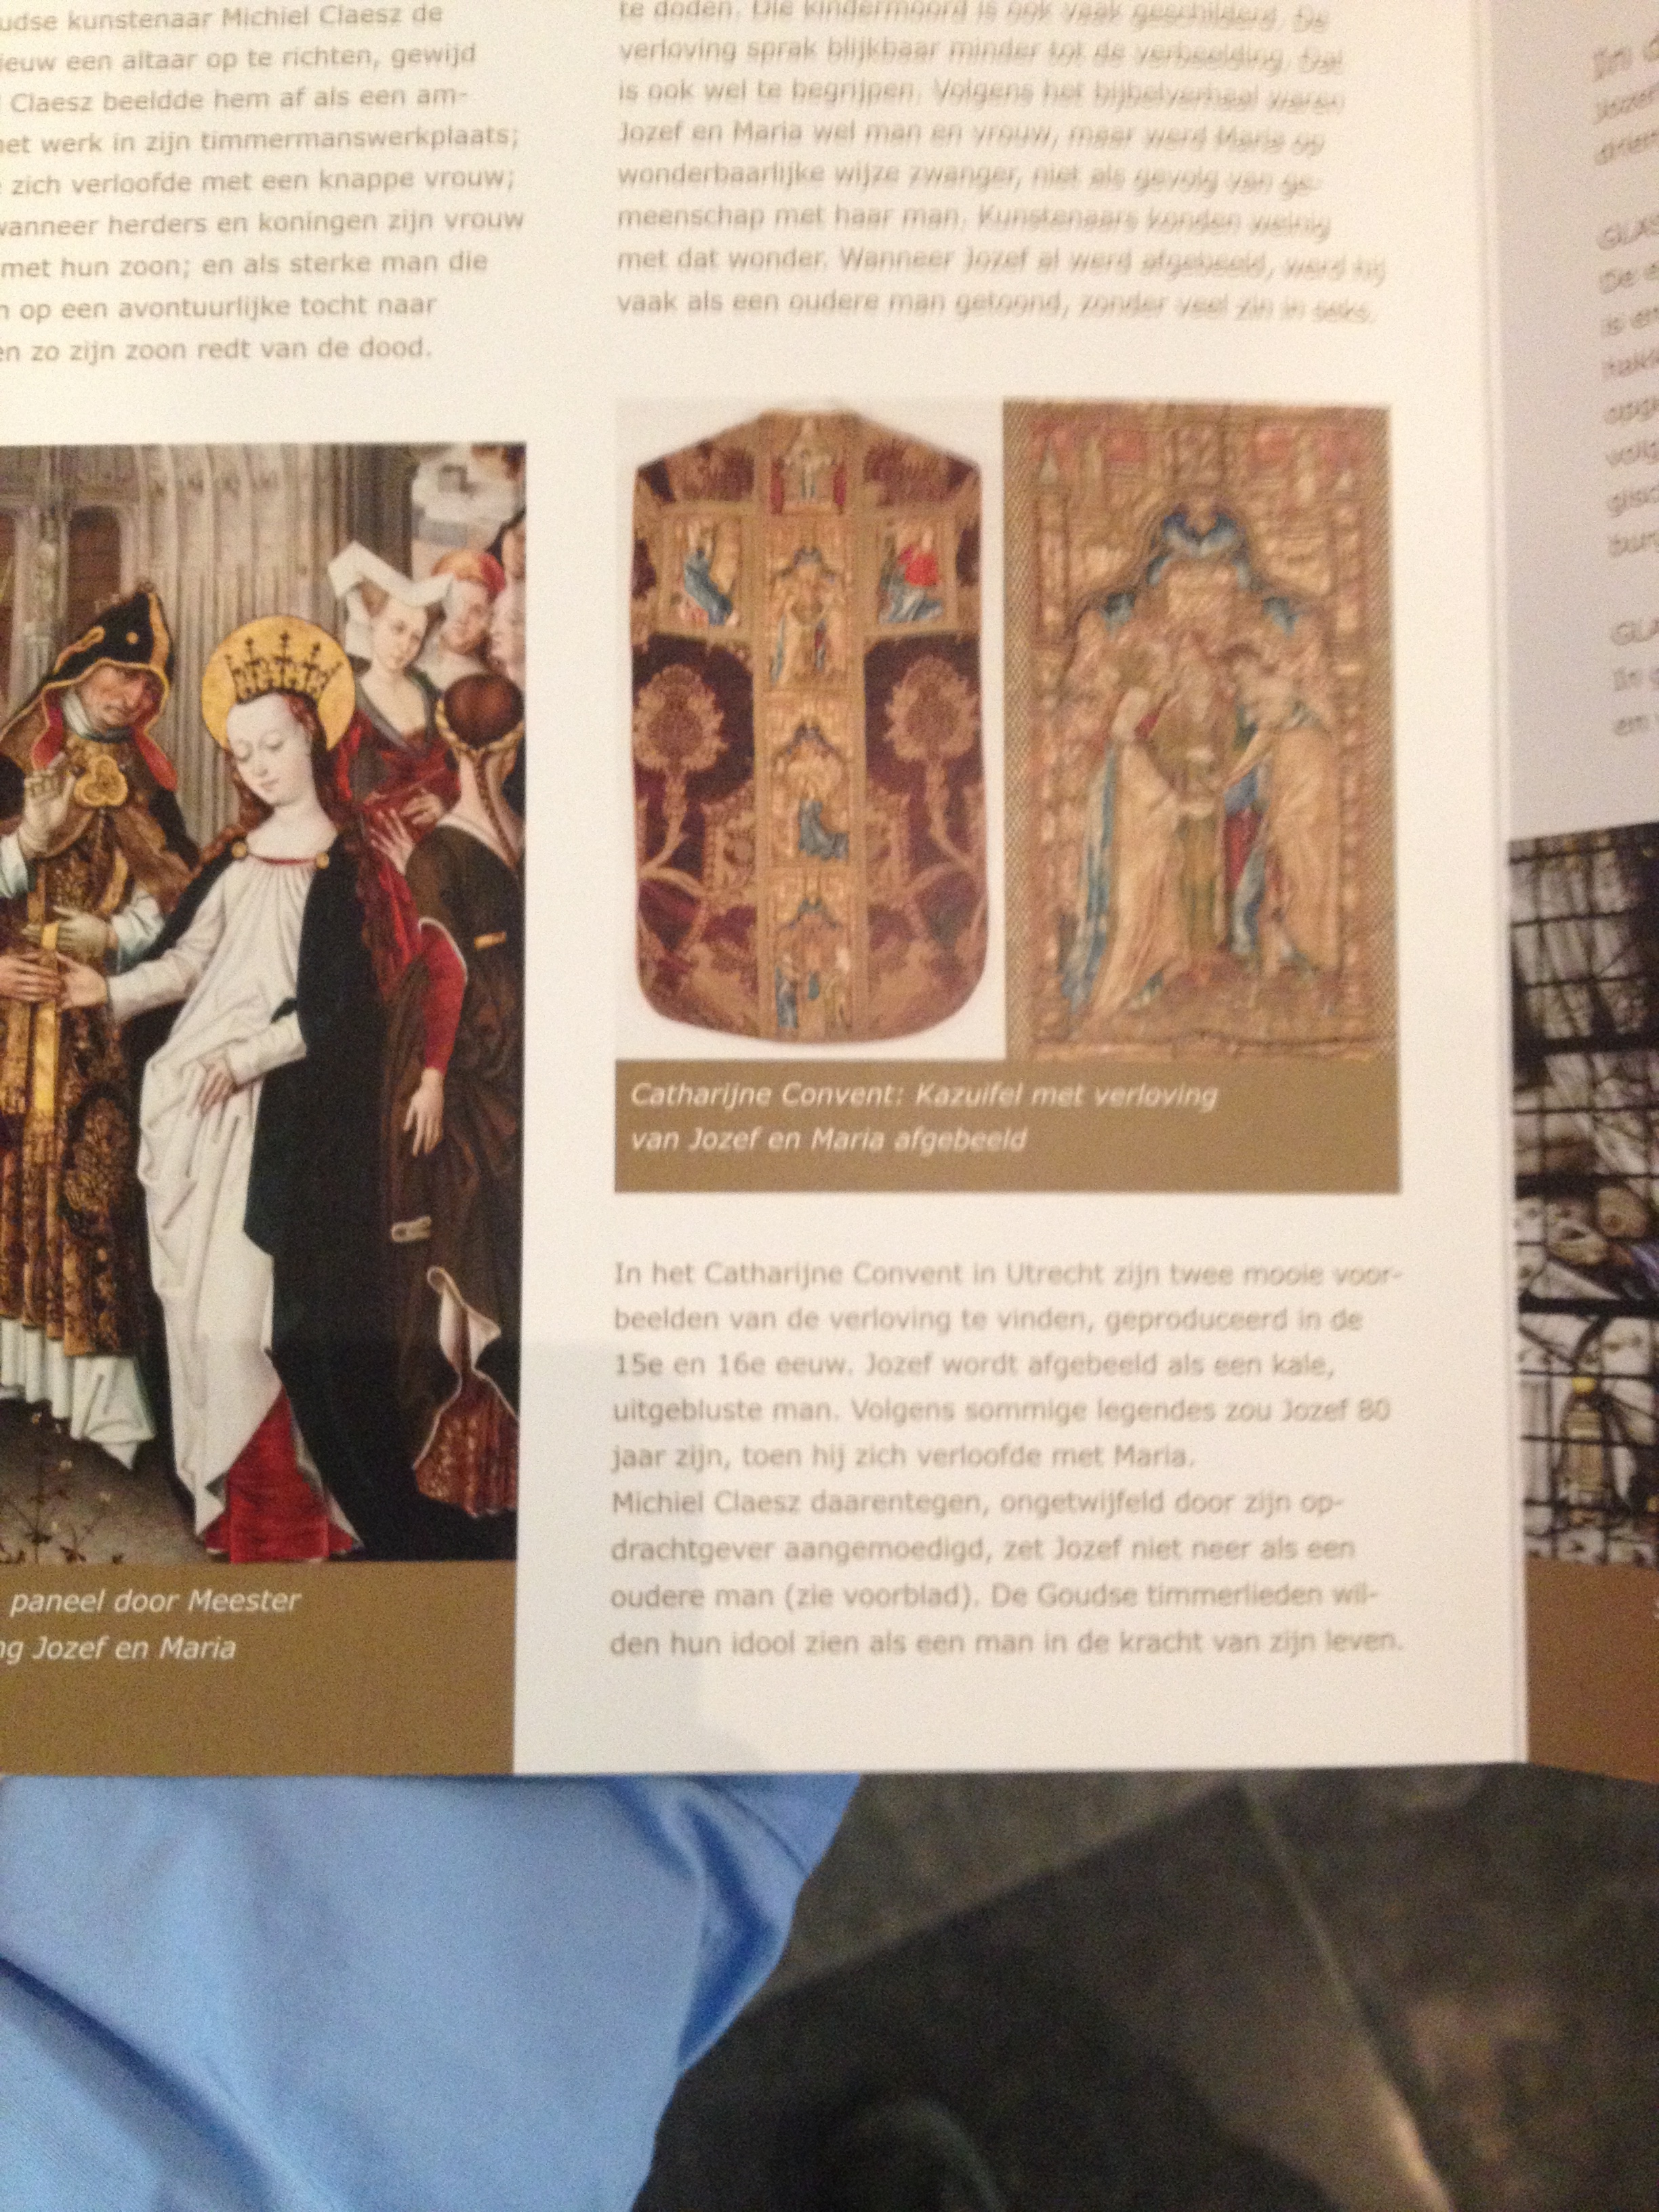 udse kunstenaar Michiel Claesz de
ieuw een altaar op te richten, gewijd
Claesz beeldde hem af als een am-
het werk in zijn timmermanswerkplaats;
zich verloofde met een knappe vrouw;
wanneer herders en koningen zijn vrouw
met hun zoon; en als sterke man die
n op een avontuurlijke tocht naar
en zo zijn zoon redt van de dood.
paneel door Meester
ng Jozef en Maria
te doden. Die kindermoord is ook vaak geschilderd. De
verloving sprak blijkbaar minder tot de verbeelding. Dat
is ook wel te begrijpen. Volgens het bijbelverhaal waren
Jozef en Maria wel man en vrouw, maar werd Maria op
wonderbaarlijke wijze zwanger, niet als gevolg van ge-
meenschap met haar man. Kunstenaars konden weinig
met dat wonder. Wanneer Jozef al werd afgebeeld, werd hij
vaak als een oudere man getoond, zonder veel zin in seks.
Catharijne Convent: Kazuifel met verloving
van Jozef en Maria afgebeeld
In het Catharijne Convent in Utrecht zijn twee mooie voor-
beelden van de verloving te vinden, geproduceerd in de
15e en 16e eeuw. Jozef wordt afgebeeld als een kale,
uitgebluste man. Volgens sommige legendes zou Jozef 80
jaar zijn, toen hij zich verloofde met Maria.
Michiel Claesz daarentegen, ongetwijfeld door zijn op-
drachtgever aangemoedigd, zet Jozef niet neer als een
oudere man (zie voorblad). De Goudse timmerlieden wil-
den hun idool zien als een man in de kracht van zijn leven.